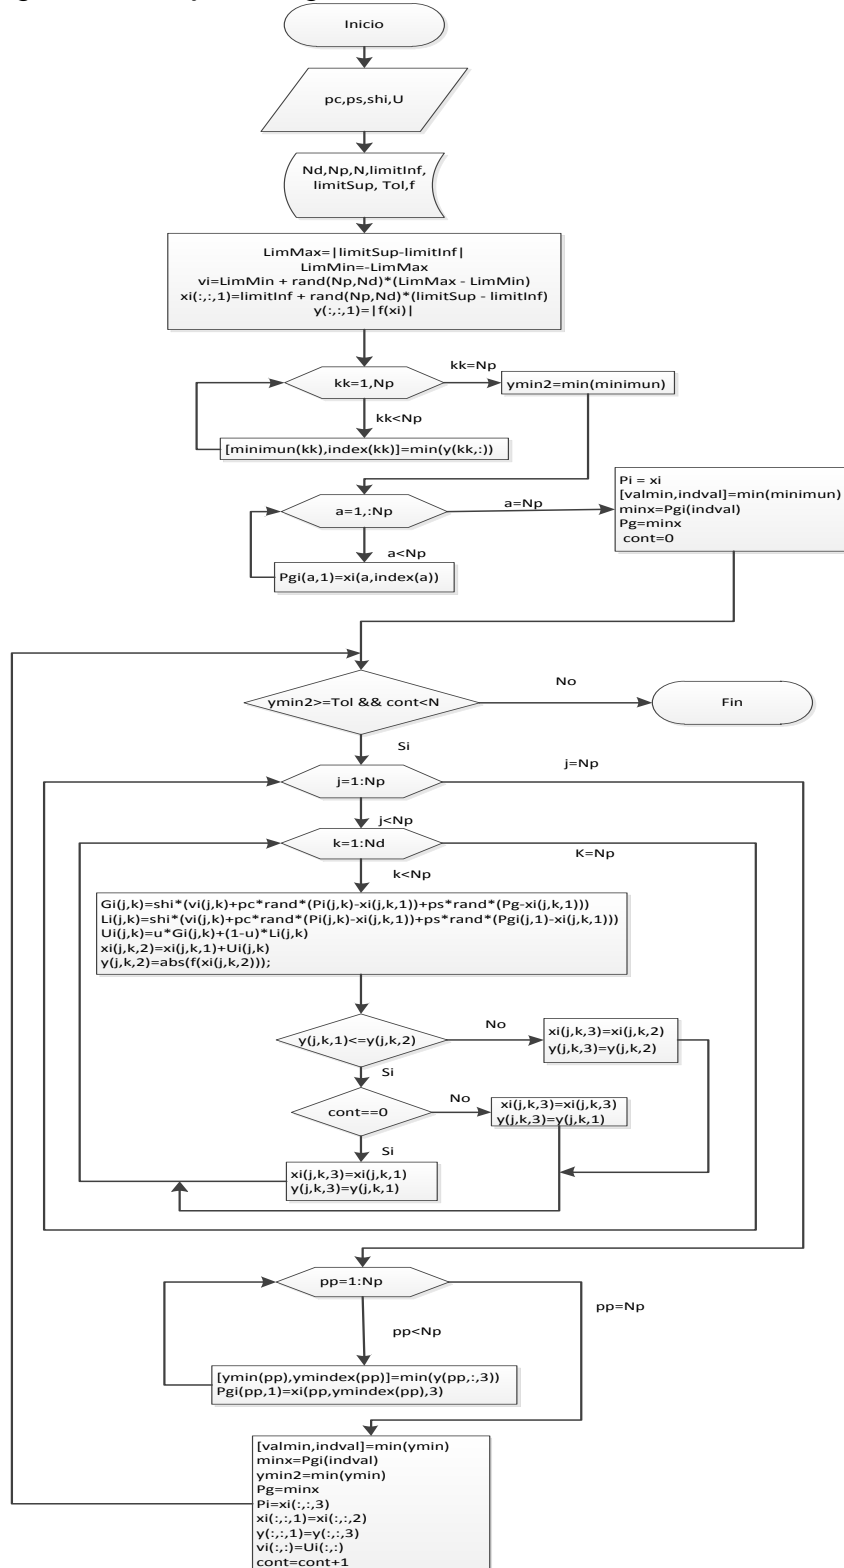 Inicio
pc,ps,shi,U
Nd,Np,N,limitInf,
limitSup, Tol,f
LimMax=|limitSup-limitInf|
LimMin=-LimMax
vi=LimMin + rand(Np,Nd)*(LimMax - LimMin)
xi(:,:,1)=limitInf + rand(Np,Nd)*(limitSup - limitInf)
y(:,:,1)=|f(xi)|
kk=1,Np
kk=Np
ymin2=min(minimun)
kk<Np
[minimun(kk),index(kk)]=min(y(kk,:))
a=1,:Np
a=Np
Pi = xi
[valmin,indval]=min(minimun)
minx=Pgi(indval)
Pg=minx
cont=0
a<Np
Pgi(a,1)=xi(a,index(a))
ymin2>=Tol && cont<N
No
Fin
Si
j=1:Np
j=Np
j<Np
k=1:Nd
K=Np
k<Np
Gi(j,k)=shi*(vi(j,k)+pc*rand*(Pi(j,k)-xi(j,k,1))+ps*rand*(Pg-xi(j,k,1)))
Li(j,k)=shi*(vi(j,k)+pc*rand*(Pi(j,k)-xi(j,k,1))+ps*rand*(Pgi(j,1)-xi(j,k,1)))
Ui(j,k)=u*Gi(j,k)+(1-u)*Li(j,k)
xi(j,k,2)=xi(j,k,1)+Ui(j,k)
y(j,k,2)=abs(f(xi(j,k,2)));
y(j,k,1)<=y(j,k,2)
No
xi(j,k,3)=xi(j,k,2)
y(j,k,3)=y(j,k,2)
Si
cont==0
No
xi(j,k,3)=xi(j,k,3)
y(j,k,3)=y(j,k,1)
Si
xi(j,k,3)=xi(j,k,1)
y(j,k,3)=y(j,k,1)
pp=1:Np
pp=Np
pp<Np
[ymin(pp),ymindex(pp)]=min(y(pp,:,3))
Pgi(pp,1)=xi(pp,ymindex(pp),3)
[valmin,indval]=min(ymin)
minx=Pgi(indval)
ymin2=min(ymin)
Pg=minx
Pi=xi(:,:,3)
xi(:,:,1)=xi(:,:,2)
y(:,:,1)=y(:,:,3)
vi(:,:)=Ui(:,:)
cont=cont+1